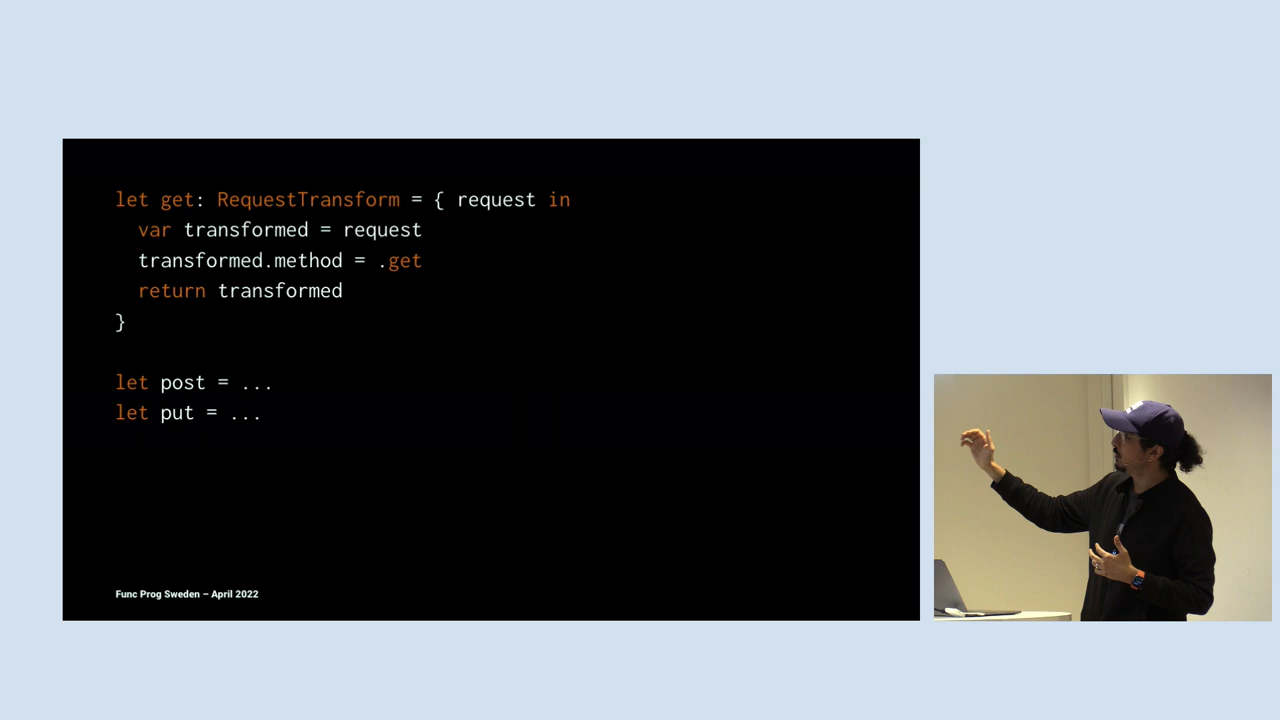 let get: RequestTransform = { request in
  var transformed = request
  transformed.method = .get
  return transformed
}
let post = ...
let put = ...
Func Prog Sweden – April 2022